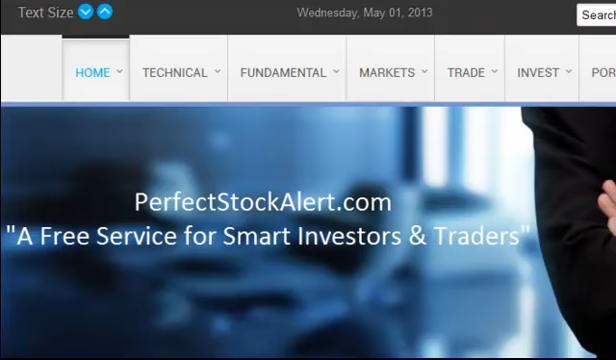 Text Size
Wednesday, May 01, 2013
Search
HOME TECHNICAL FUNDAMENTAL MARKETS TRADE INVEST POR
PerfectStockAlert.com
"A Free Service for Smart Investors & Traders"